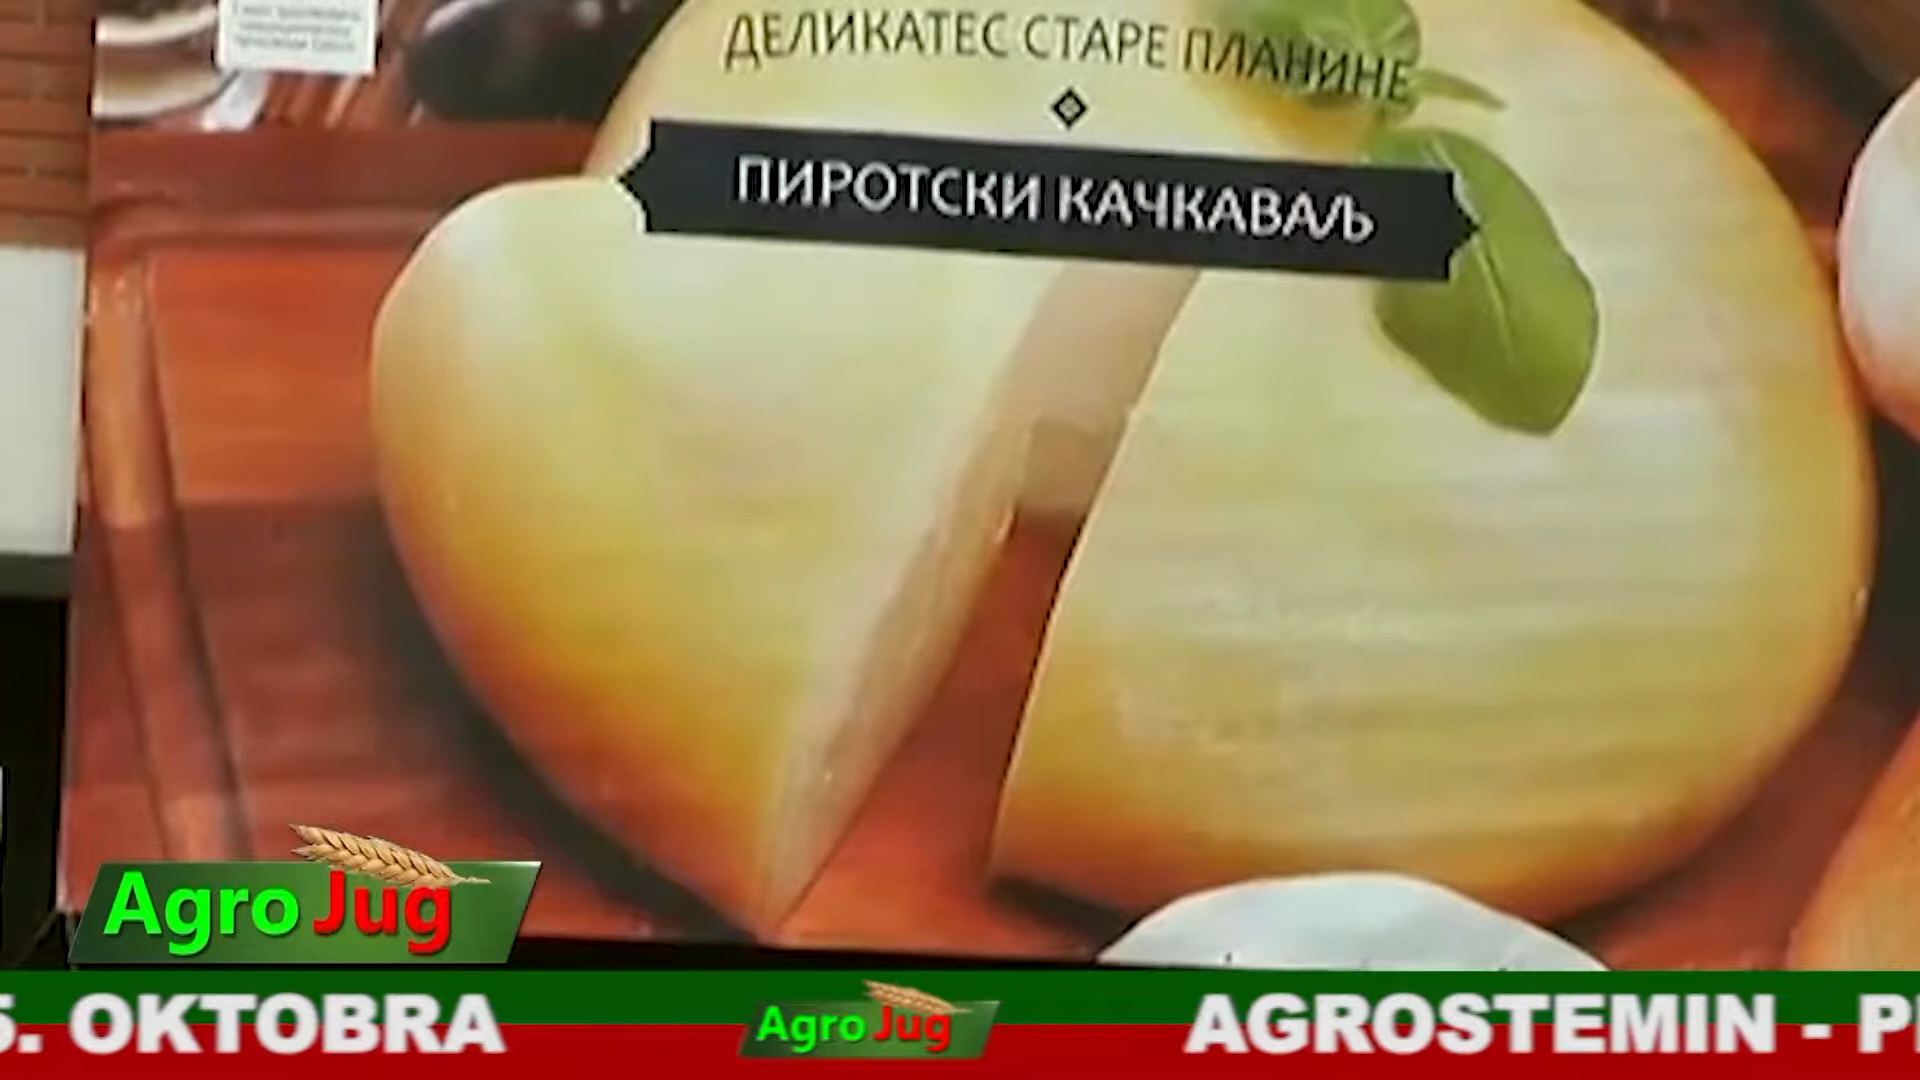 ДЕЛИКАТЕС СТАРЕ ПЛАНИНЕ
ПИРОТСКИ КАЧКАВАЉ
Agro Jug
5. OKTOBRA
Agro Jug
AGROSTEMIN -